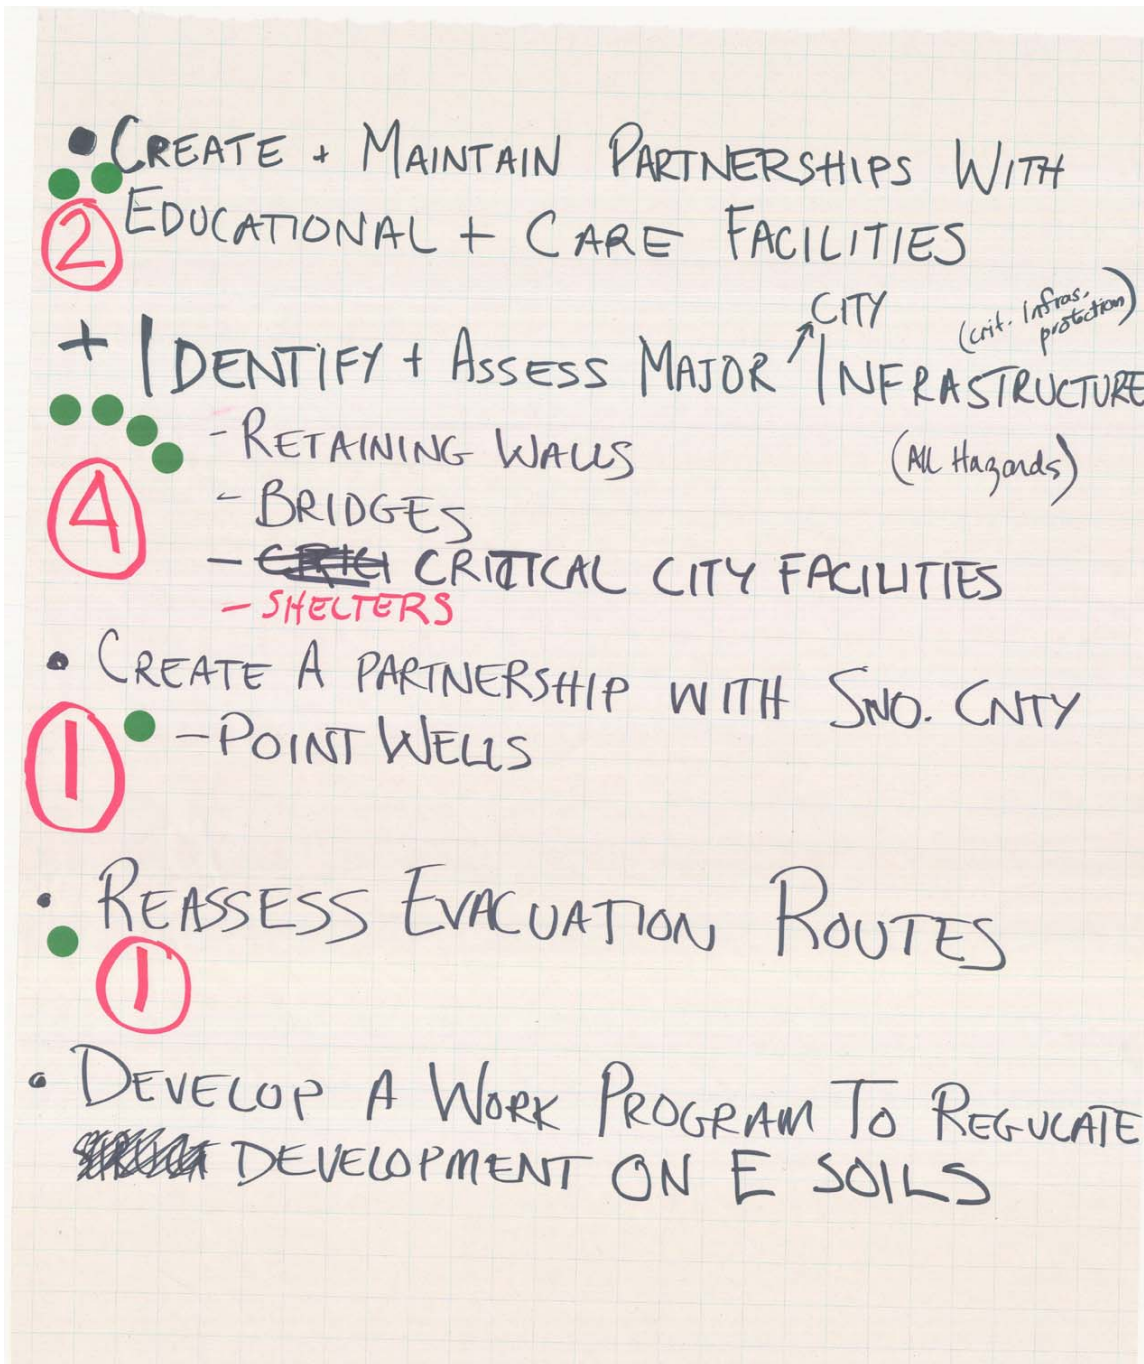 • CREATE + MAINTAIN PARTNERSHIPS WITH
EDUCATIONAL + CARE FACILITIES
2
+ IDENTIFY + ASSESS MAJOR CITY INFRASTRUCTURE
(crit. Infras. protection)
(All Hazards)
- RETAINING WALLS
- BRIDGES
4
- CRITICAL CITY FACILITIES
- SHELTERS
• CREATE A PARTNERSHIP WITH SNO. CNTY
- POINT WELLS
1
• REASSESS EVACUATION ROUTES
1
• DEVELOP A WORK PROGRAM TO REGULATE
DEVELOPMENT ON E SOILS